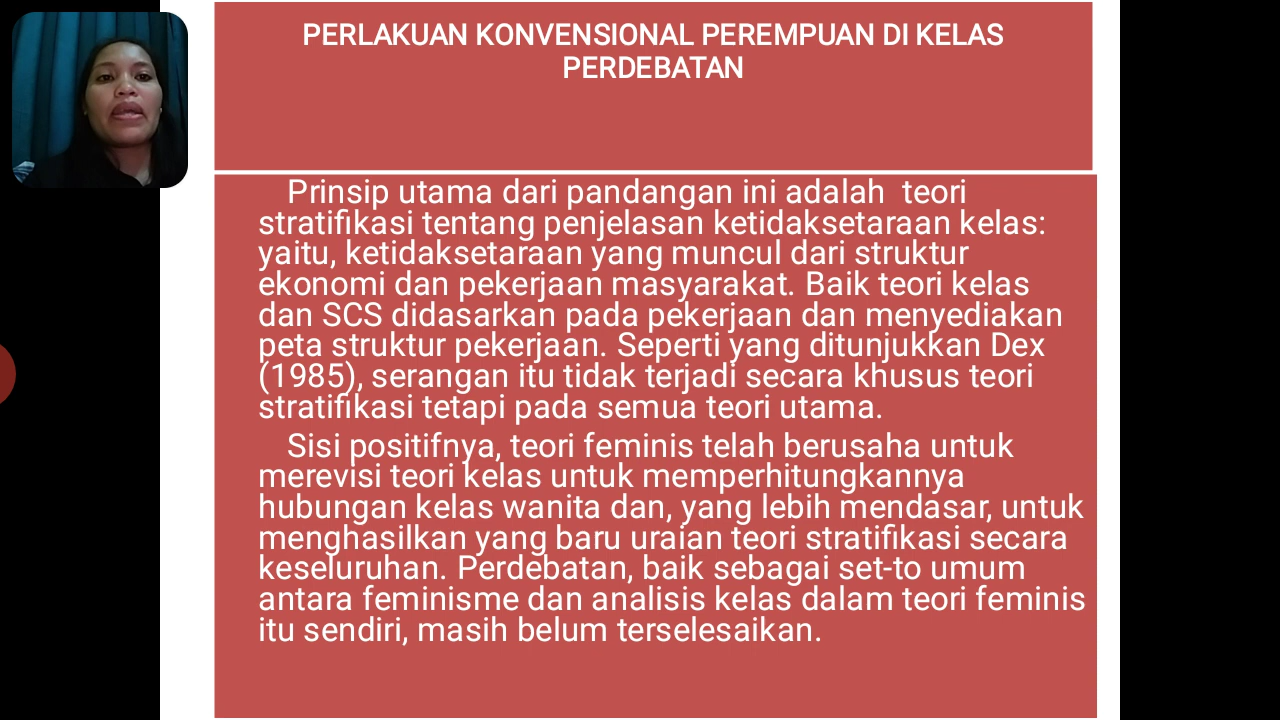 PERLAKUAN KONVENSIONAL PEREMPUAN DI KELAS
PERDEBATAN
Prinsip utama dari pandangan ini adalah  teori
stratifikasi tentang penjelasan ketidaksetaraan kelas:
yaitu, ketidaksetaraan yang muncul dari struktur
ekonomi dan pekerjaan masyarakat. Baik teori kelas
dan SCS didasarkan pada pekerjaan dan menyediakan
peta struktur pekerjaan. Seperti yang ditunjukkan Dex
(1985), serangan itu tidak terjadi secara khusus teori
stratifikasi tetapi pada semua teori utama.
Sisi positifnya, teori feminis telah berusaha untuk
merevisi teori kelas untuk memperhitungkannya
hubungan kelas wanita dan, yang lebih mendasar, untuk
menghasilkan yang baru uraian teori stratifikasi secara
keseluruhan. Perdebatan, baik sebagai set-to umum
antara feminisme dan analisis kelas dalam teori feminis
itu sendiri, masih belum terselesaikan.